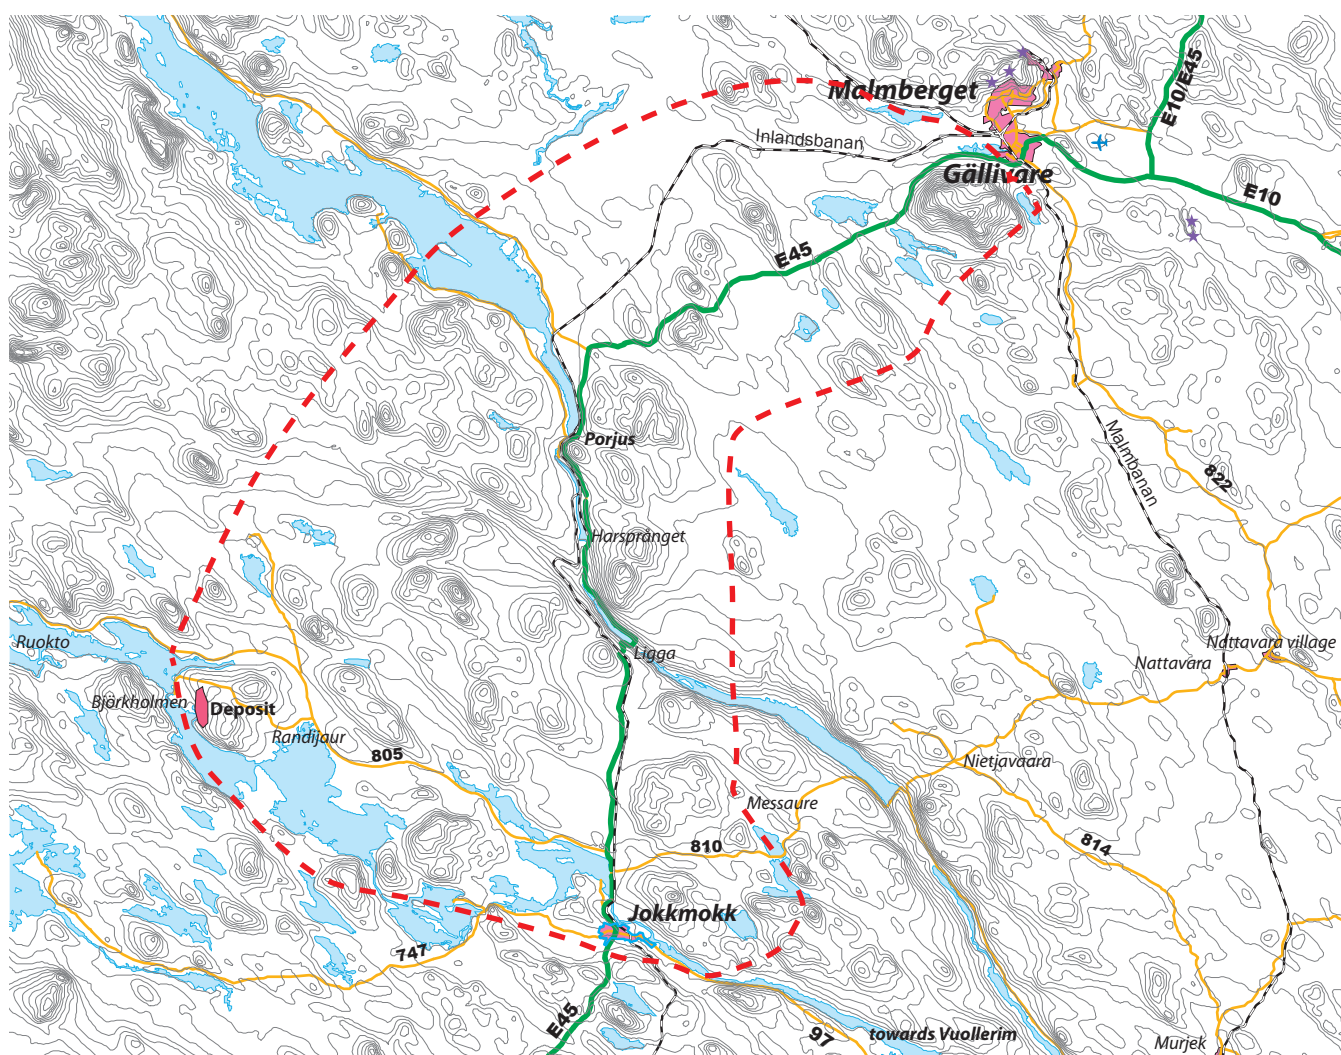 E10/E45
Malmberget
Inlandsbanan
Gällivare
E10
E45
Porjus
Malmbanan
822
Harsprånget
Ruokto
Ligga
Nattavara village
Nattavara
Björkholmen
Deposit
Randijaur
805
Nietjavaara
Messaure
810
814
Jokkmokk
747
E45
97
towards Vuollerim
Murjek